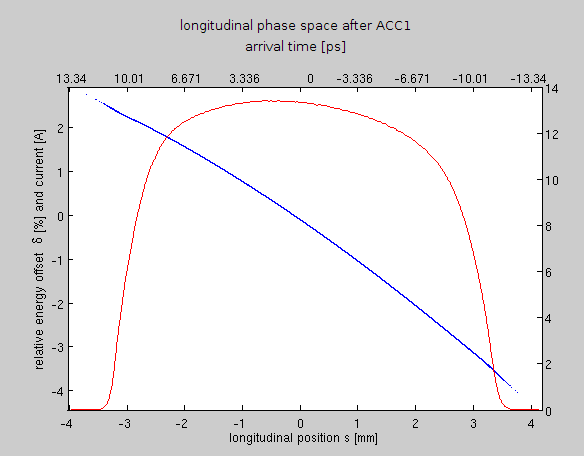 longitudinal phase space after ACC1
arrival time [ps]
13.34 10.01 6.671 3.336 0 -3.336 -6.671 -10.01 -13.34
14
2
12
1
10
0
8
-1
6
-2
4
-3
2
-4
0
-4 -3 -2 -1 0 1 2 3 4
relative energy offset δ [%] and current [A]
longitudinal position s [mm]